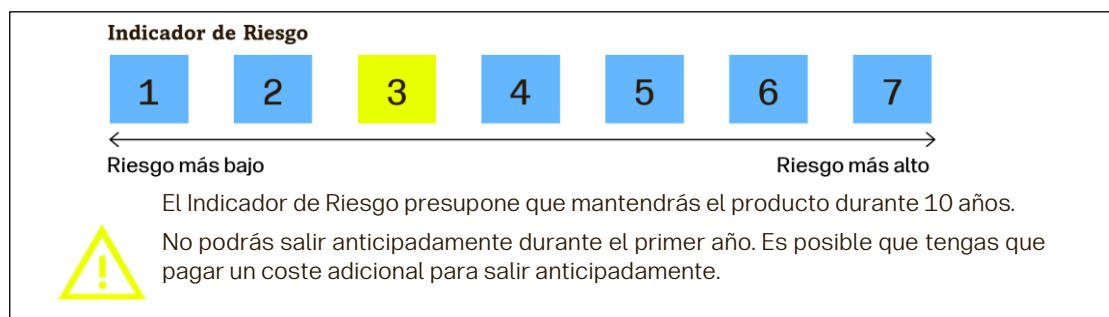 Indicador de Riesgo
1 2 3 4 5 6 7
Riesgo más bajo Riesgo más alto
El Indicador de Riesgo presupone que mantendrás el producto durante 10 años.
No podrás salir anticipadamente durante el primer año. Es posible que tengas que
pagar un coste adicional para salir anticipadamente.